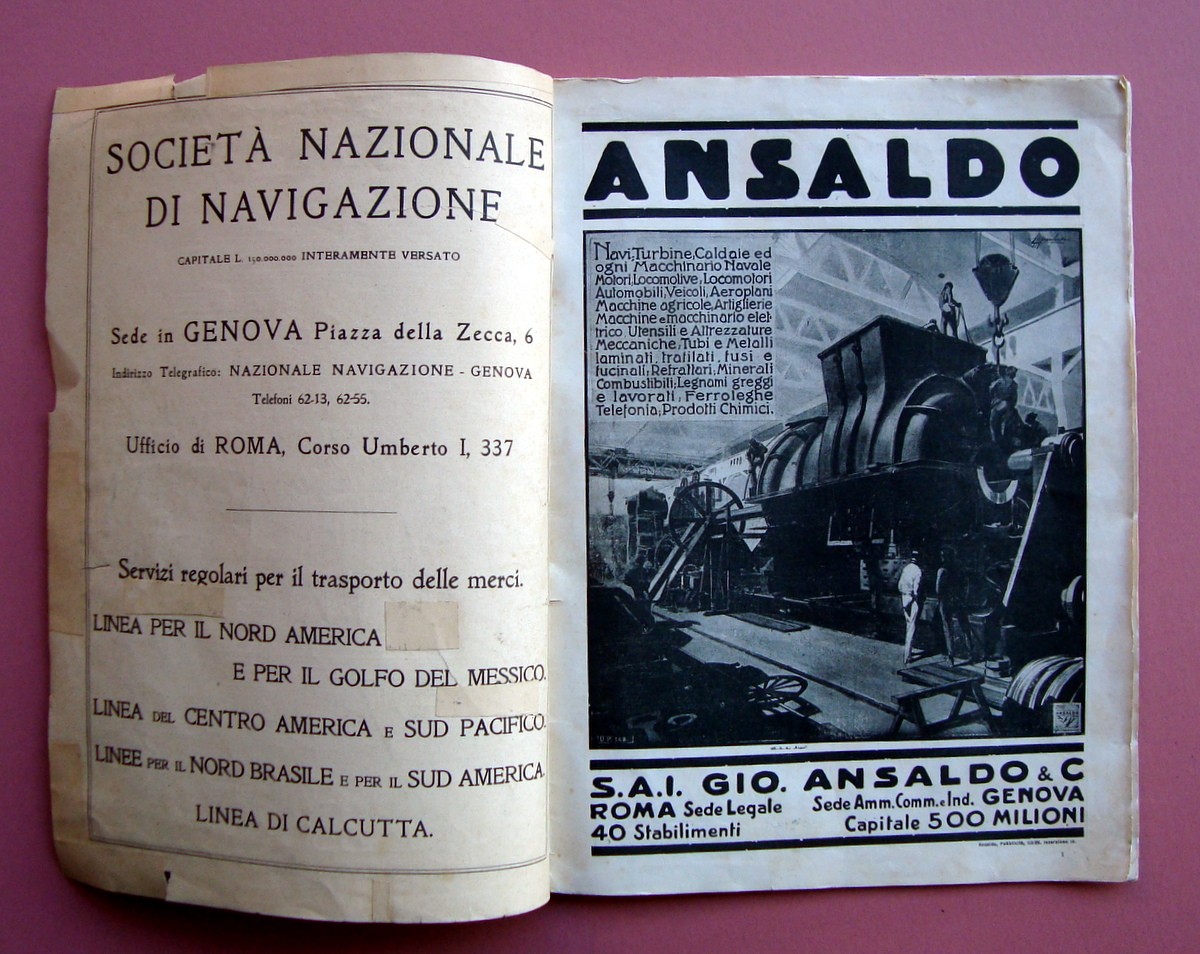 SOCIETÀ NAZIONALE
DI NAVIGAZIONE
CAPITALE L. 150.000.000 INTERAMENTE VERSATO
Sede in GENOVA Piazza della Zecca, 6
Indirizzo Telegrafico: NAZIONALE NAVIGAZIONE - GENOVA
Telefoni 62-13, 62-55.
Ufficio di ROMA, Corso Umberto I, 337
Servizi regolari per il trasporto delle merci.
LINEA PER IL NORD AMERICA
E PER IL GOLFO DEL MESSICO.
LINEA DEL CENTRO AMERICA E SUD PACIFICO.
LINEE PER IL NORD BRASILE E PER IL SUD AMERICA.
LINEA DI CALCUTTA.
ANSALDO
Navi; Turbine, Caldaie ed
ogni Macchinario Navale
Motori, Locomotive, Locomotori
Automobili, Veicoli, Aeroplani
Macchine agricole, Artiglierie
Macchine e macchinario elet-
trico. Utensili e Attrezzature
Meccaniche; Tubi e Metalli
laminati, trafilati, fusi e
fucinati; Refrattari; Minerali
Combustibili; Legnami greggi
e lavorati, Ferroleghe
Telefonia; Prodotti Chimici.
S.A.I. GIO. ANSALDO & C
ROMA Sede Legale Sede Amm. Comm. e Ind. GENOVA
40 Stabilimenti Capitale 500 MILIONI
1